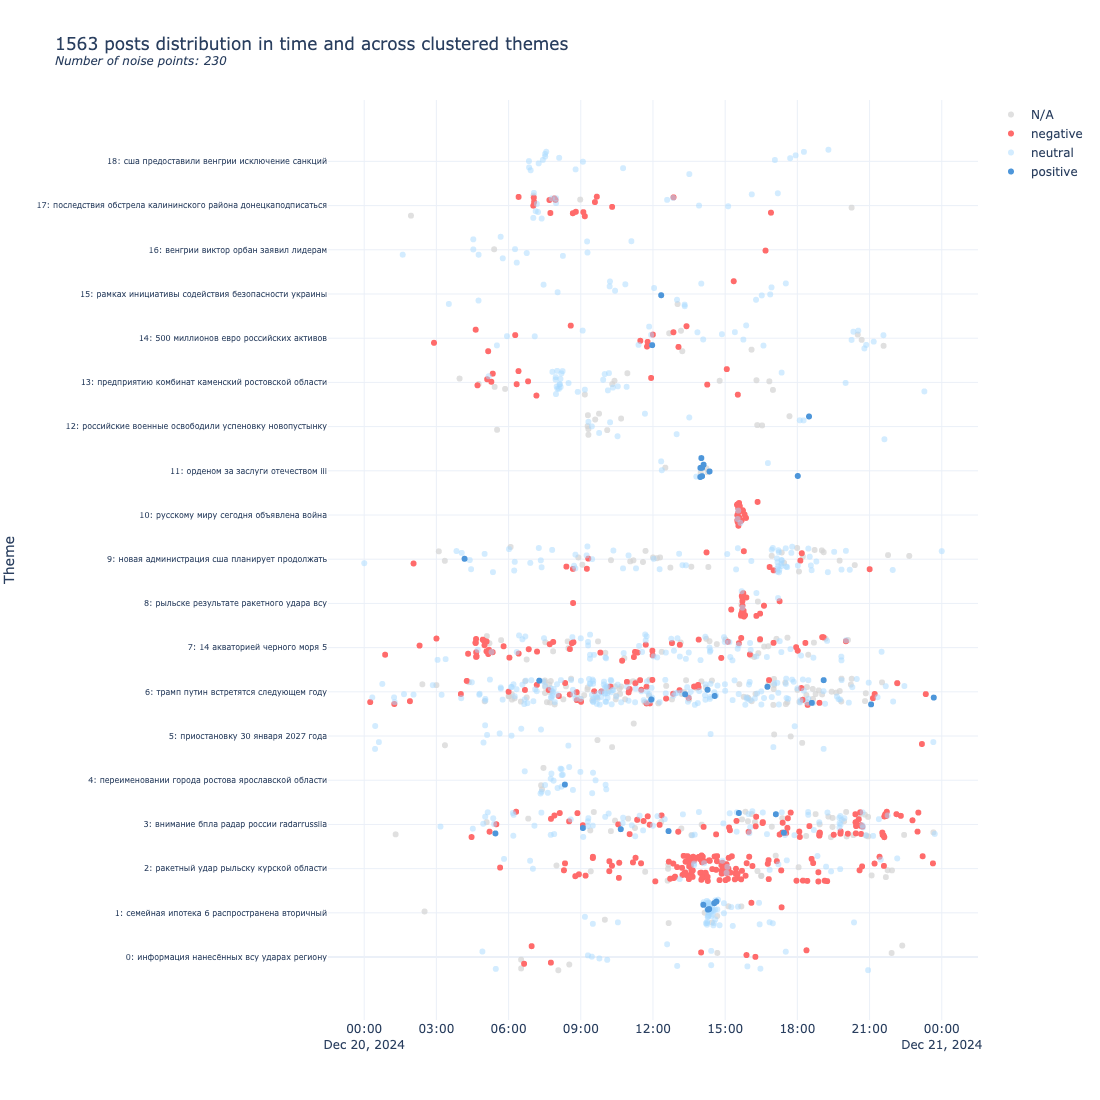 1563 posts distribution in time and across clustered themes
Number of noise points: 230
N/A
negative
neutral
positive
Theme
18: сша предоставили венгрии исключение санкций
17: последствия обстрела калининского района донецкаподписаться
16: венгрии виктор орбан заявил лидерам
15: рамках инициативы содействия безопасности украины
14: 500 миллионов евро российских активов
13: предприятию комбинат каменский ростовской области
12: российские военные освободили успеновку новопустынку
11: орденом за заслуги отечеством iii
10: русскому миру сегодня объявлена война
9: новая администрация сша планирует продолжать
8: рыльске результате ракетного удара всу
7: 14 акваторией черного моря 5
6: трамп путин встретятся следующем году
5: приостановку 30 января 2027 года
4: переименовании города ростова ярославской области
3: внимание бпла радар россии radarrussiia
2: ракетный удар рыльску курской области
1: семейная ипотека 6 распространена вторичный
0: информация нанесённых всу ударах региону
00:00 03:00 06:00 09:00 12:00 15:00 18:00 21:00 00:00
Dec 20, 2024 Dec 21, 2024